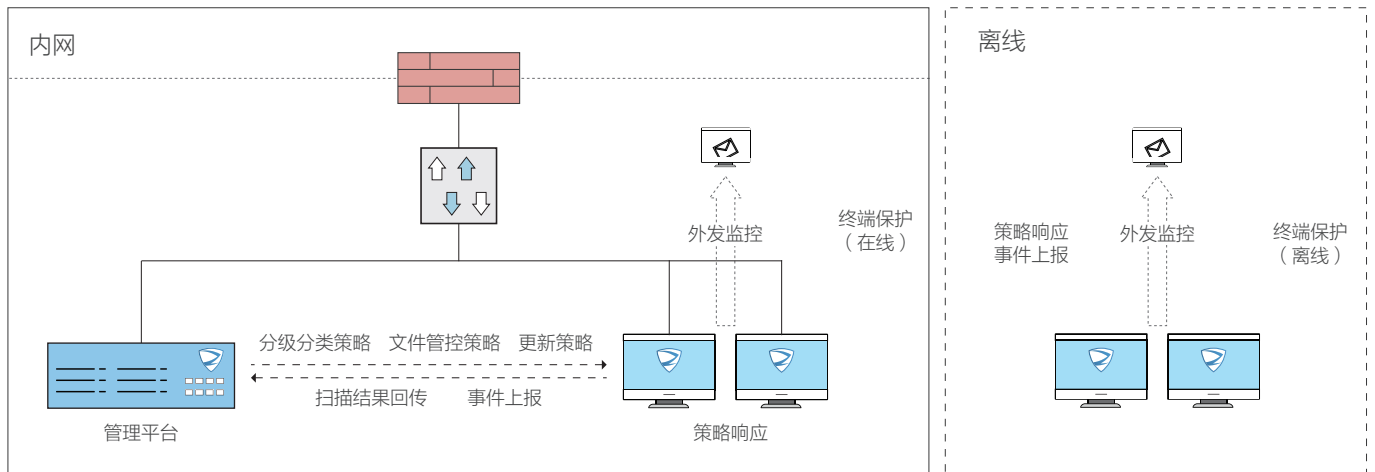 内网
离线
外发监控
终端保护
（在线）
策略响应
事件上报
外发监控
终端保护
（离线）
分级分类策略 文件管控策略 更新策略
扫描结果回传 事件上报
管理平台
策略响应